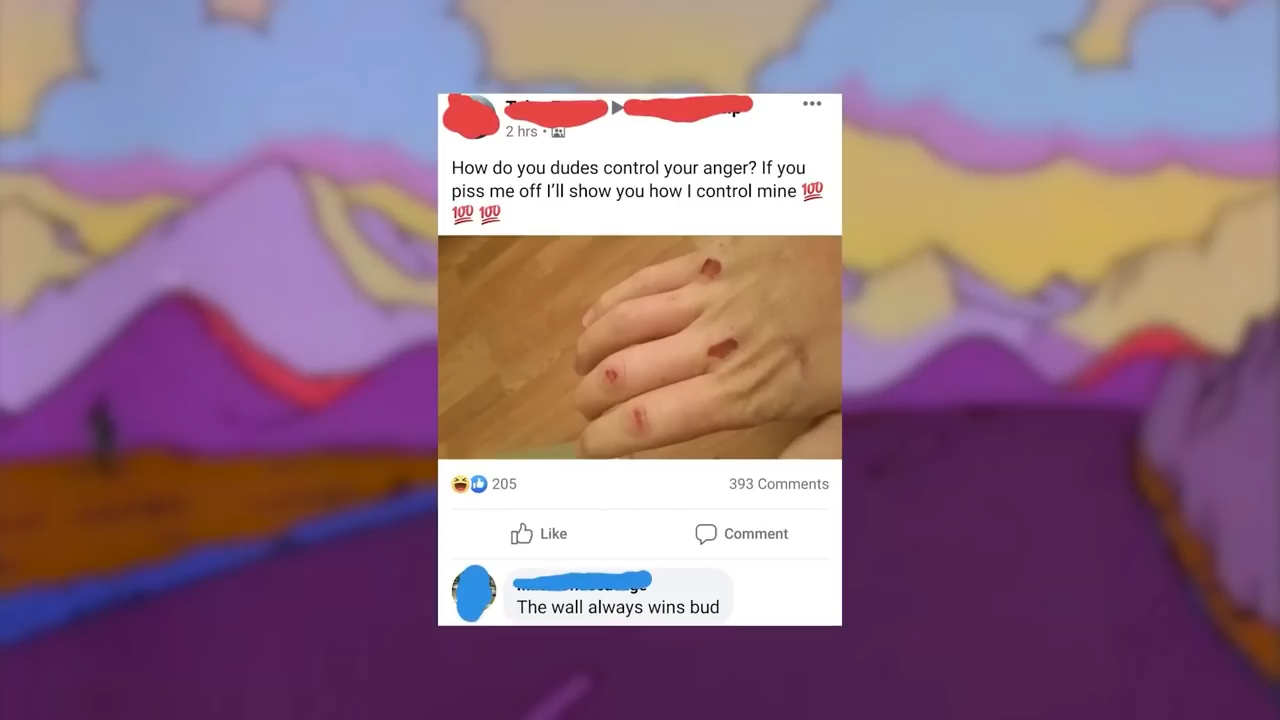 2 hrs
How do you dudes control your anger? If you
piss me off I'll show you how I control mine 💯
💯 💯
205
393 Comments
Like
Comment
The wall always wins bud